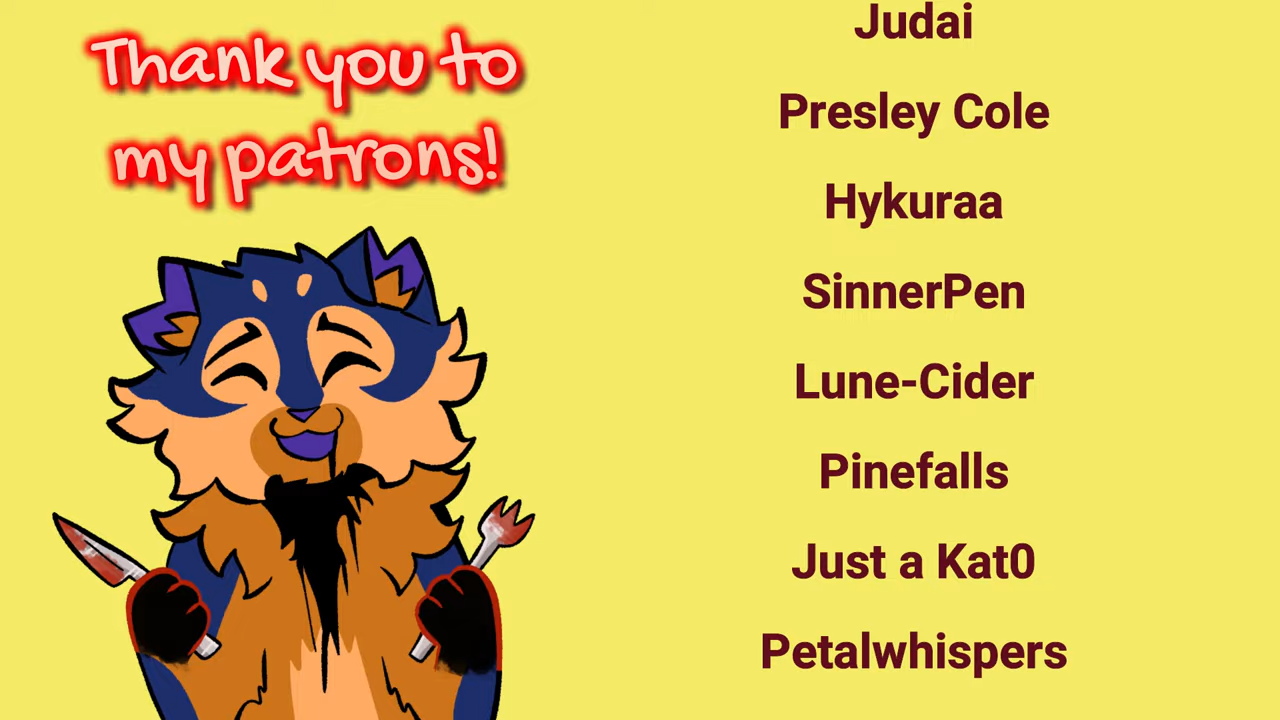 Thank you to
my patrons!
Judai
Presley Cole
Hykuraa
SinnerPen
Lune-Cider
Pinefalls
Just a Kat0
Petalwhispers